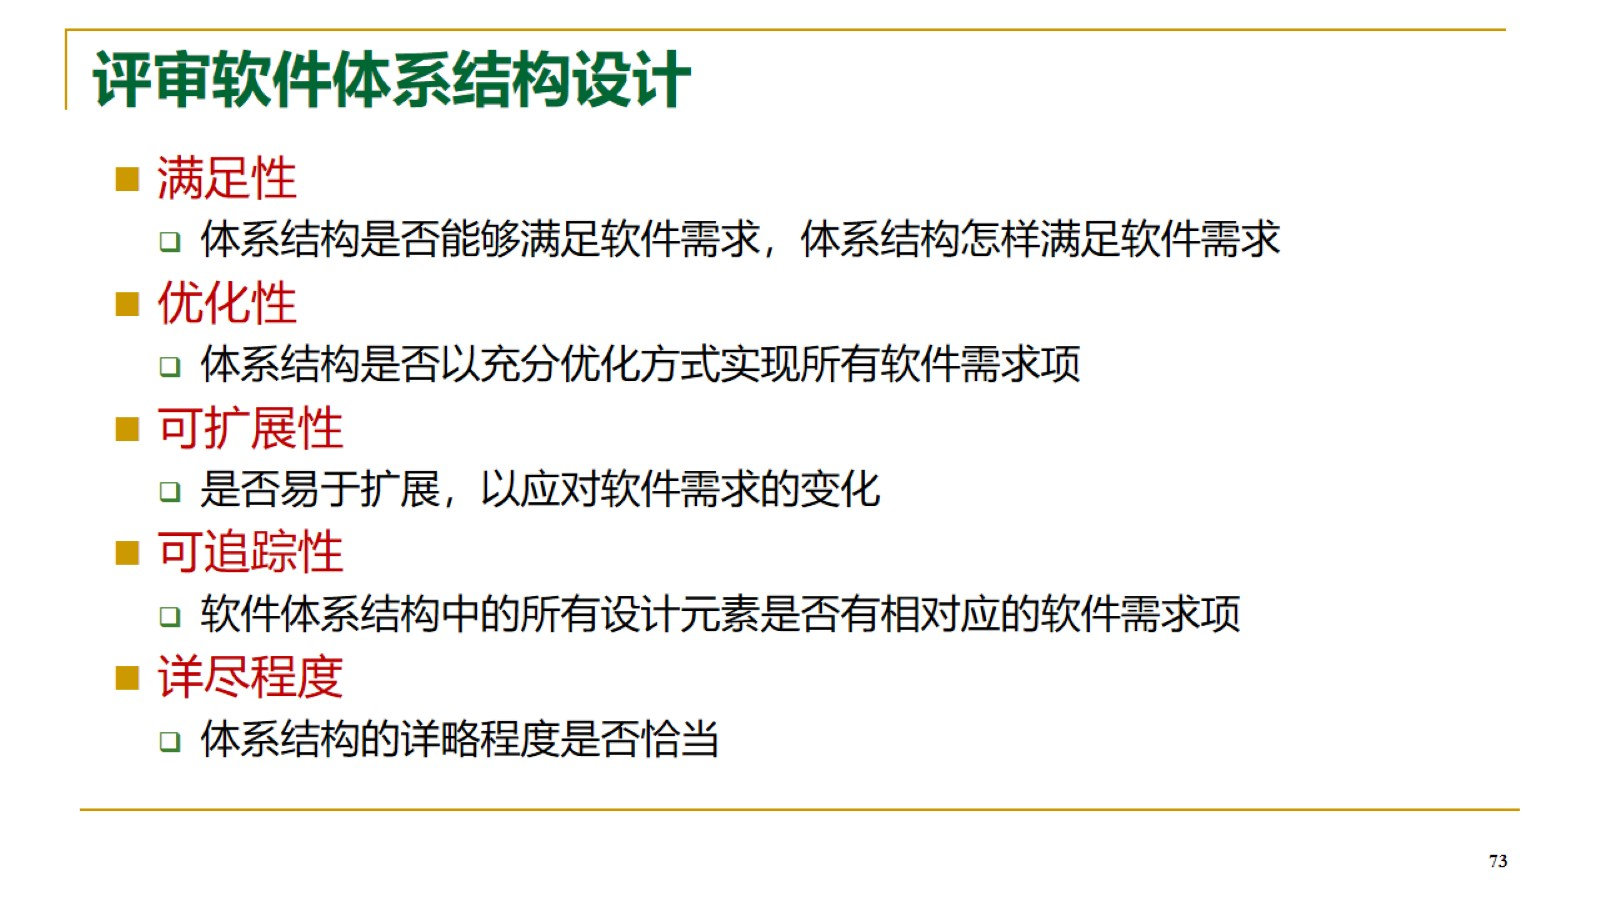 评审软件体系结构设计
满足性
体系结构是否能够满足软件需求，体系结构怎样满足软件需求
优化性
体系结构是否以充分优化方式实现所有软件需求项
可扩展性
是否易于扩展，以应对软件需求的变化
可追踪性
软件体系结构中的所有设计元素是否有相对应的软件需求项
详尽程度
体系结构的详略程度是否恰当
73